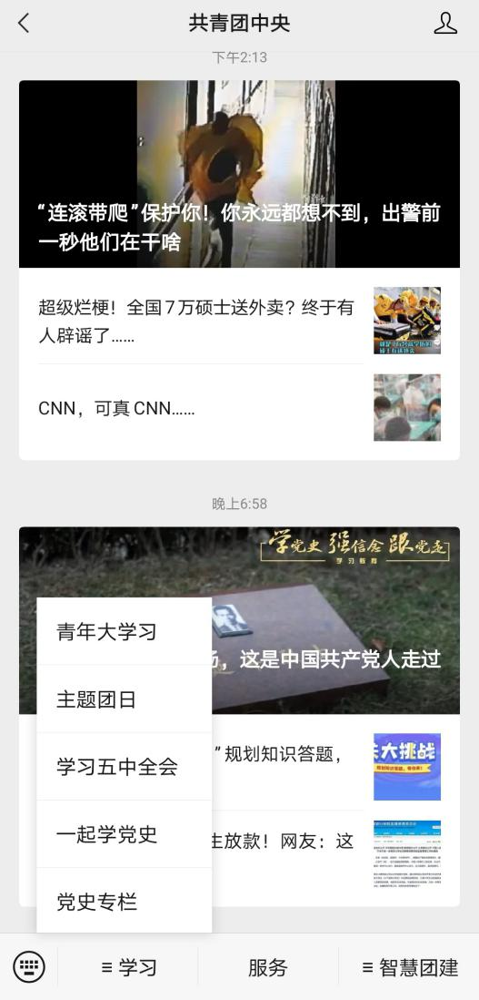 共青团中央
下午2:13
“连滚带爬”保护你！你永远都想不到，出警前
一秒他们在干啥
超级烂梗！全国7万硕士送外卖？终于有
人辟谣了......
CNN，可真CNN......
晚上6:58
学党史 强信念 跟党走
学习教育
，这是中国共产党人走过
”规划知识答题，
大挑战
生放款！网友：这
青年大学习
主题团日
学习五中全会
一起学党史
党史专栏
≡ 学习
服务
≡ 智慧团建